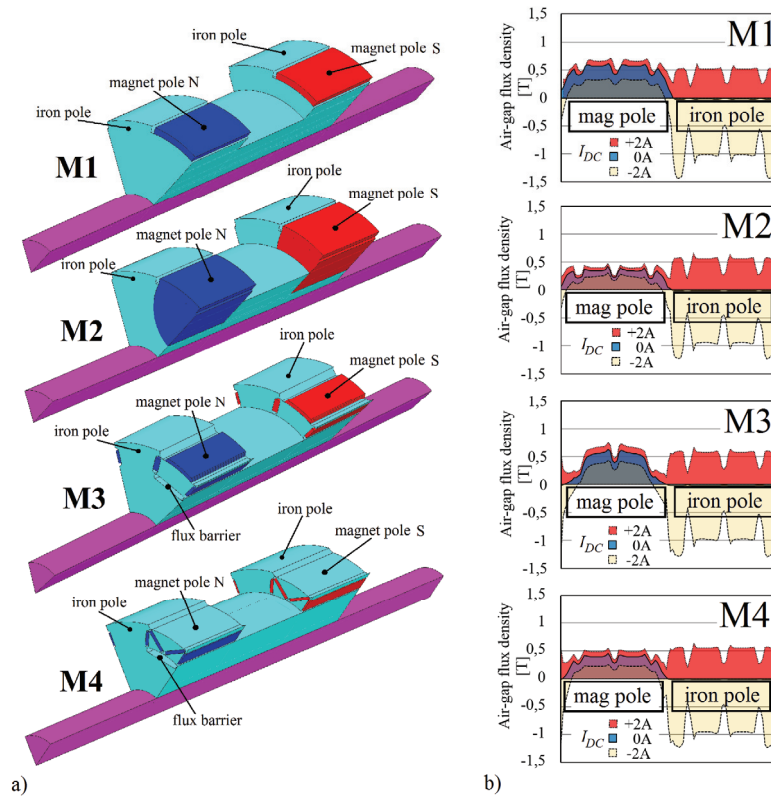 a)
iron pole
magnet pole S
magnet pole N
iron pole
M1
iron pole
magnet pole S
magnet pole N
iron pole
M2
iron pole
magnet pole S
magnet pole N
iron pole
M3
flux barrier
iron pole
magnet pole S
magnet pole N
iron pole
M4
flux barrier
b)
M1
Air-gap flux density
[T]
1,5
1
0,5
0
-0,5
-1
-1,5
mag pole
iron pole
+2A
I_DC 0A
-2A
M2
Air-gap flux density
[T]
1,5
1
0,5
0
-0,5
-1
-1,5
mag pole
iron pole
+2A
I_DC 0A
-2A
M3
Air-gap flux density
[T]
1,5
1
0,5
0
-0,5
-1
-1,5
mag pole
iron pole
+2A
I_DC 0A
-2A
M4
Air-gap flux density
[T]
1,5
1
0,5
0
-0,5
-1
-1,5
mag pole
iron pole
+2A
I_DC 0A
-2A